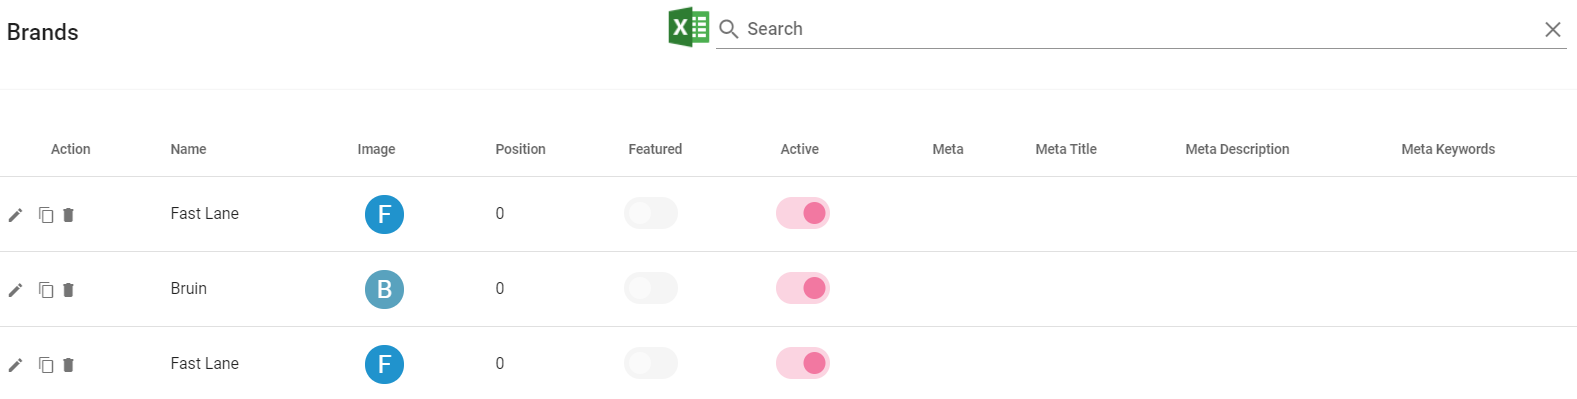 Brands
X Search
Action Name Image Position Featured Active Meta Meta Title Meta Description Meta Keywords
Fast Lane F 0
Bruin B 0
Fast Lane F 0